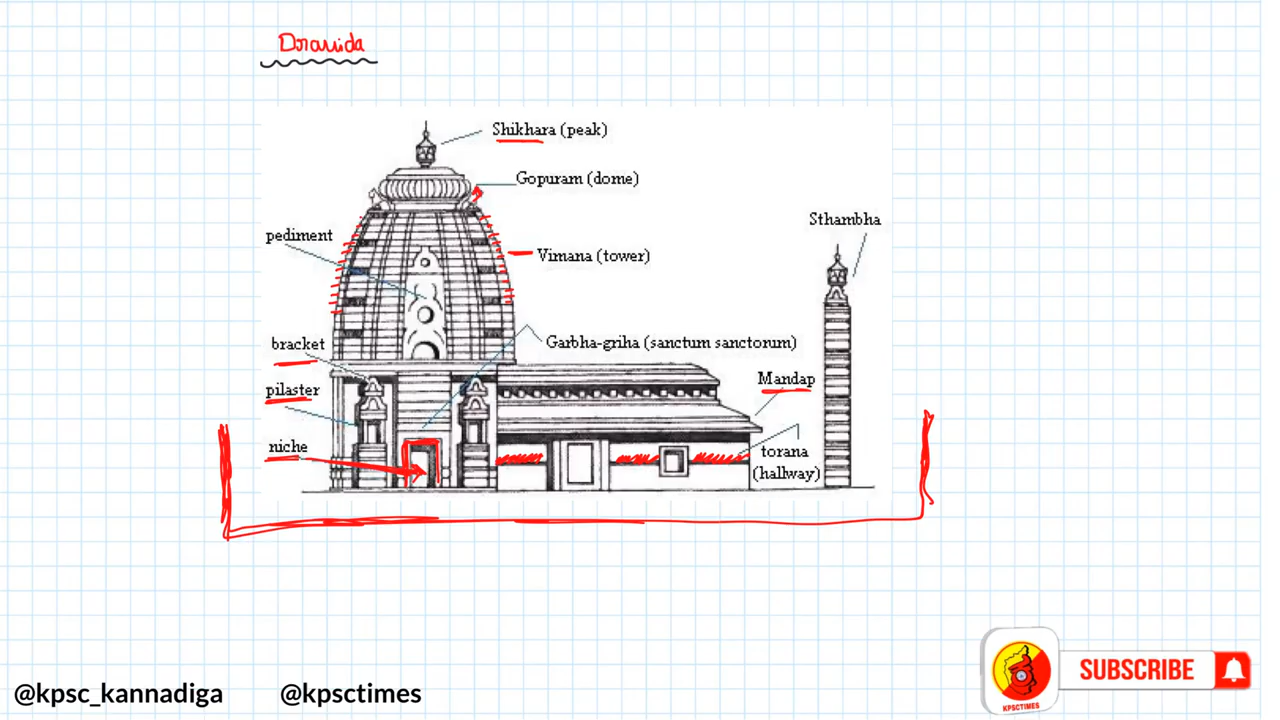 Dravida
Shikhara (peak)
Gopuram (dome)
Sthambha
pediment
Vimana (tower)
bracket
Garbha-griha (sanctum sanctorum)
Mandap
pilaster
niche
torana
(hallway)
@kpsc_kannadiga
@kpsctimes
KPSCTIMES
SUBSCRIBE